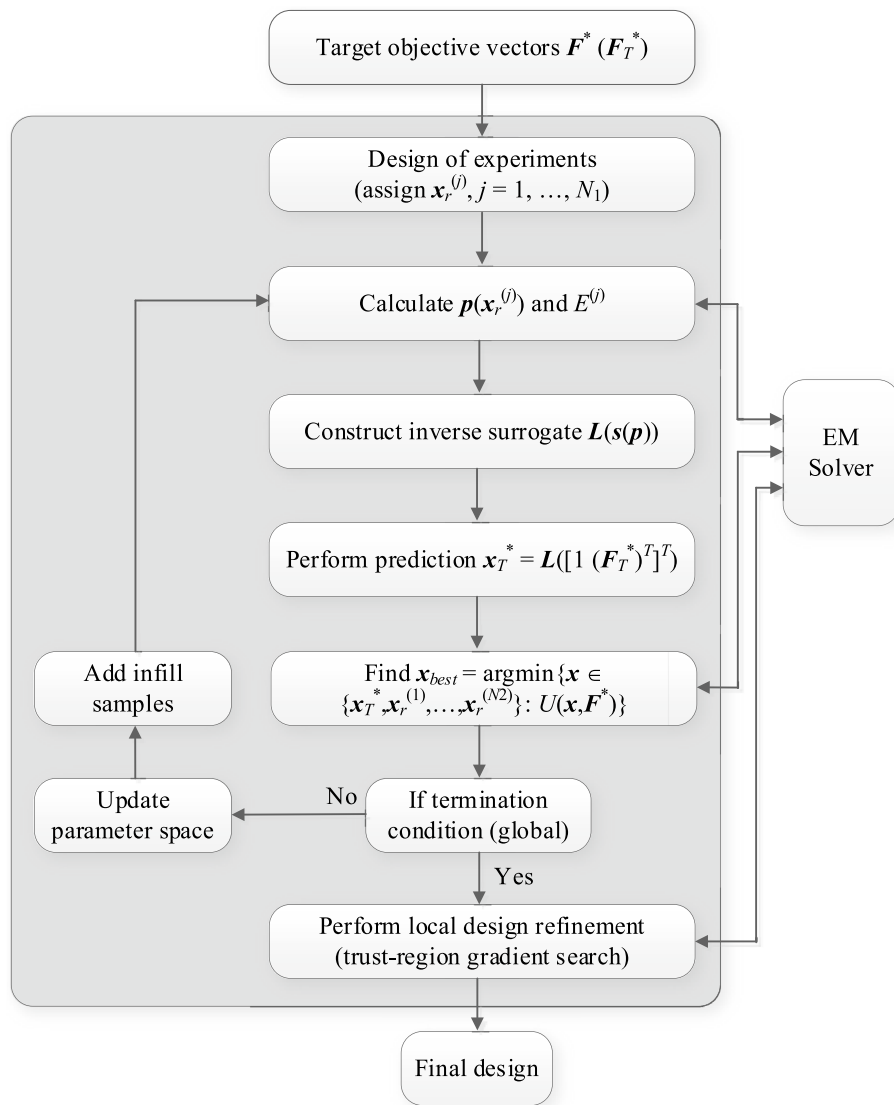 Target objective vectors F* (F_T*)
Design of experiments
(assign x_r^(j), j = 1, …, N_1)
Calculate p(x_r^(j)) and E^(j)
Construct inverse surrogate L(s(p))
EM
Solver
Perform prediction x_T* = L([1 (F_T*)^T]^T)
Find x_best = argmin{x ∈
{x_T*,x_r^(1),…,x_r^(N2)}: U(x,F*)}
Add infill
samples
Update
parameter space
No
If termination
condition (global)
Yes
Perform local design refinement
(trust-region gradient search)
Final design